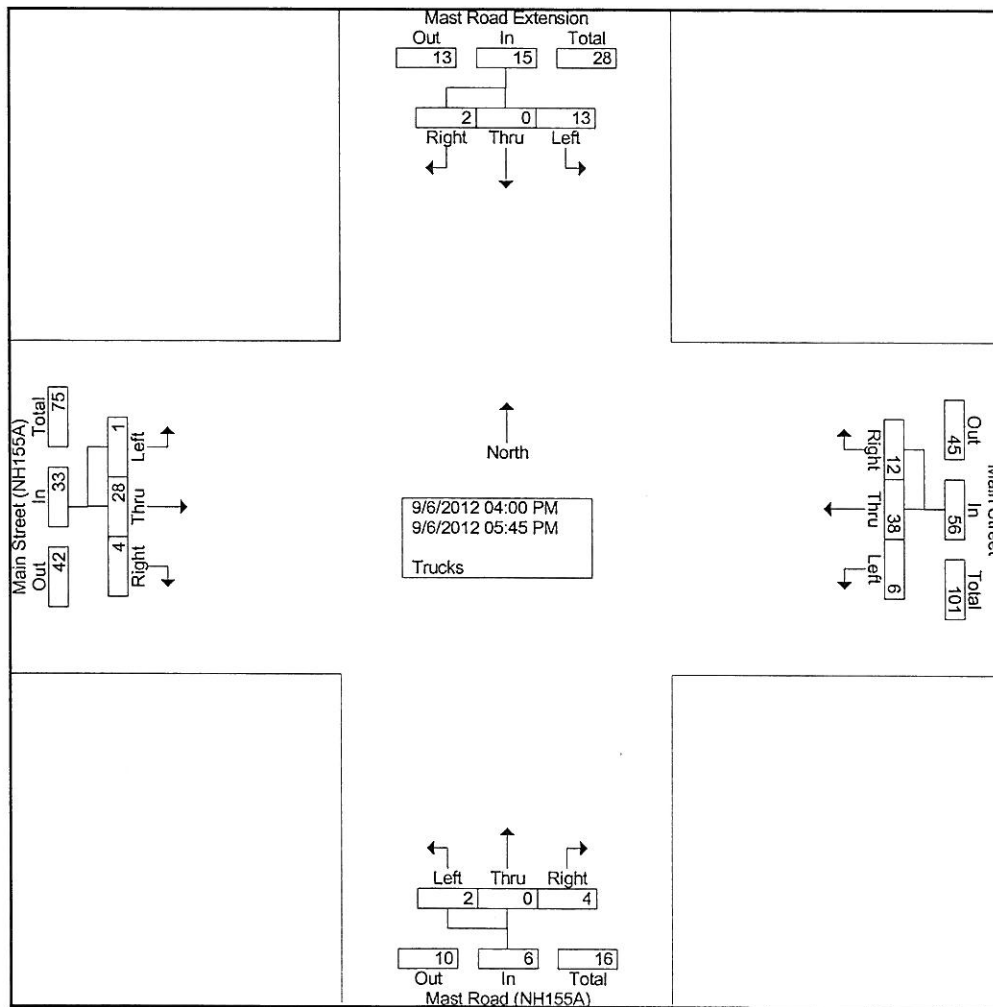 Mast Road Extension
Out In Total
13 15 28
2 0 13
Right Thru Left
Main Street (NH155A)
Total In Out
75 33 42
1 28 4
Left Thru Right
North
9/6/2012 04:00 PM
9/6/2012 05:45 PM
Trucks
Right Thru Left
12 38 6
Out In Total
45 56 101
Left Thru Right
2 0 4
10 6 16
Out In Total
Mast Road (NH155A)